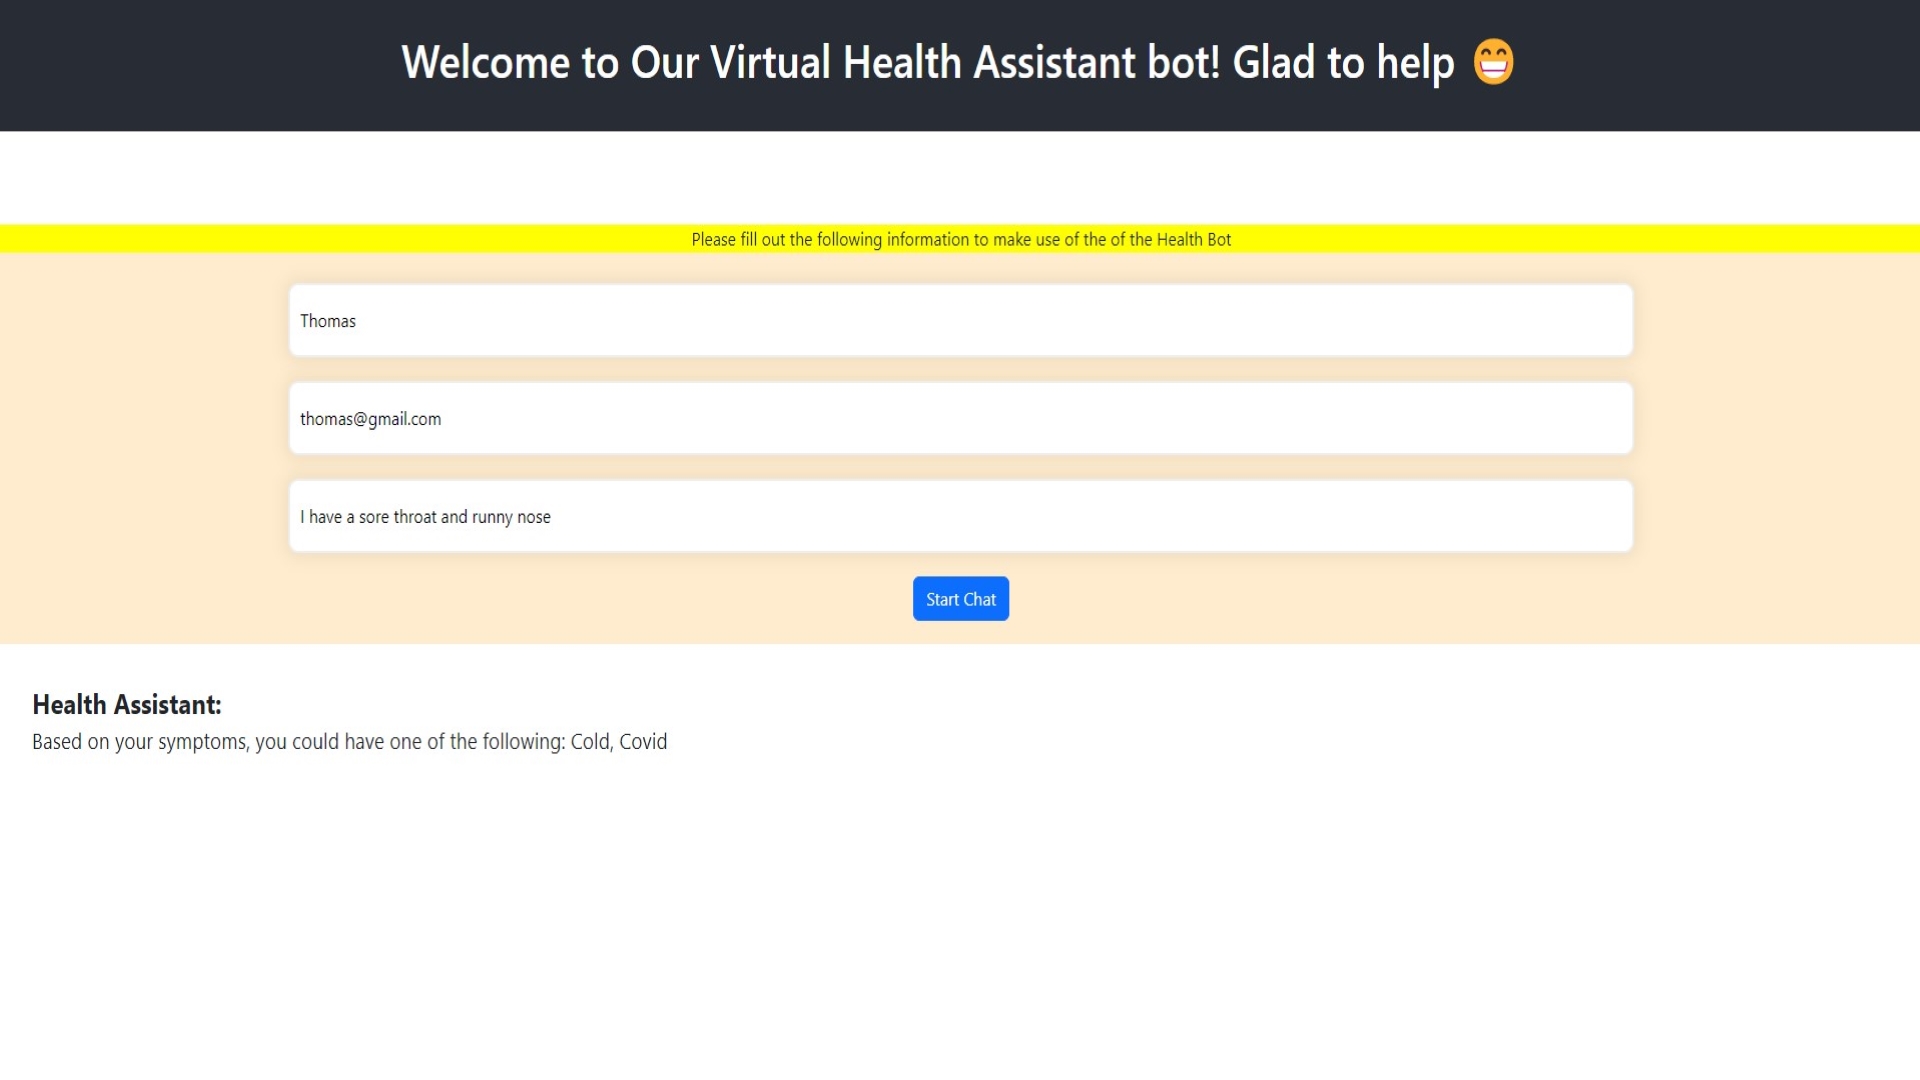 Welcome to Our Virtual Health Assistant bot! Glad to help 😁
Please fill out the following information to make use of the of the Health Bot
Thomas
thomas@gmail.com
I have a sore throat and runny nose
Start Chat
Health Assistant:
Based on your symptoms, you could have one of the following: Cold, Covid